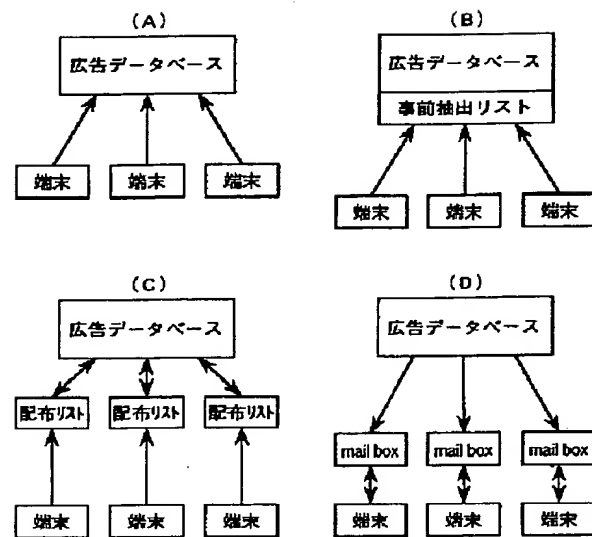 (A)
広告データベース
端末 端末 端末
(B)
広告データベース
事前抽出リスト
端末 端末 端末
(C)
広告データベース
配布リスト 配布リスト 配布リスト
端末 端末 端末
(D)
広告データベース
mail box mail box mail box
端末 端末 端末